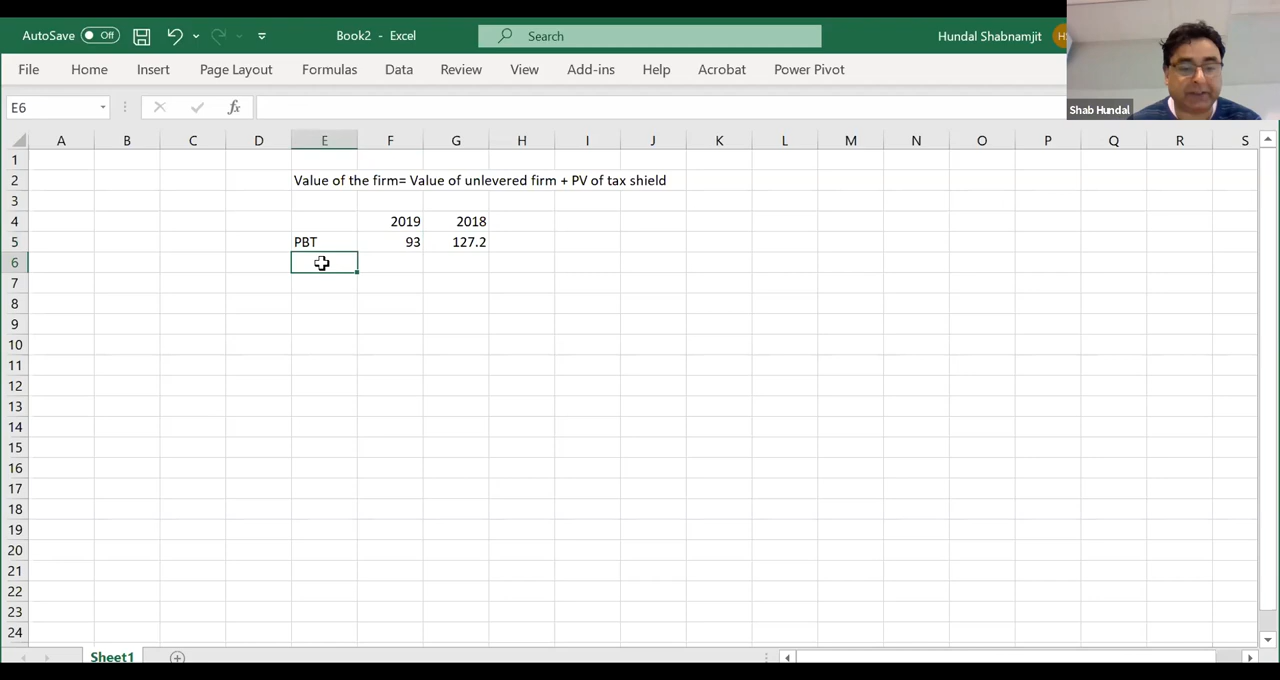 AutoSave Off Book2 - Excel Search Hundal Shabnamjit
File Home Insert Page Layout Formulas Data Review View Add-ins Help Acrobat Power Pivot
Shab Hundal
E6 fx
A B C D E F G H I J K L M N O P Q R S
1
2 Value of the firm= Value of unlevered firm + PV of tax shield
3
4 2019 2018
5 PBT 93 127.2
6
7
8
9
10
11
12
13
14
15
16
17
18
19
20
21
22
23
24
Sheet1